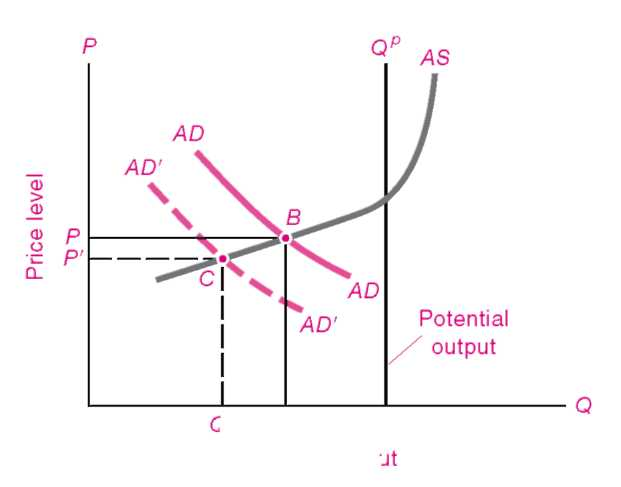 P
Q^P
AS
AD
AD'
Price level
B
P
P'
C
AD
AD'
Potential
output
Q